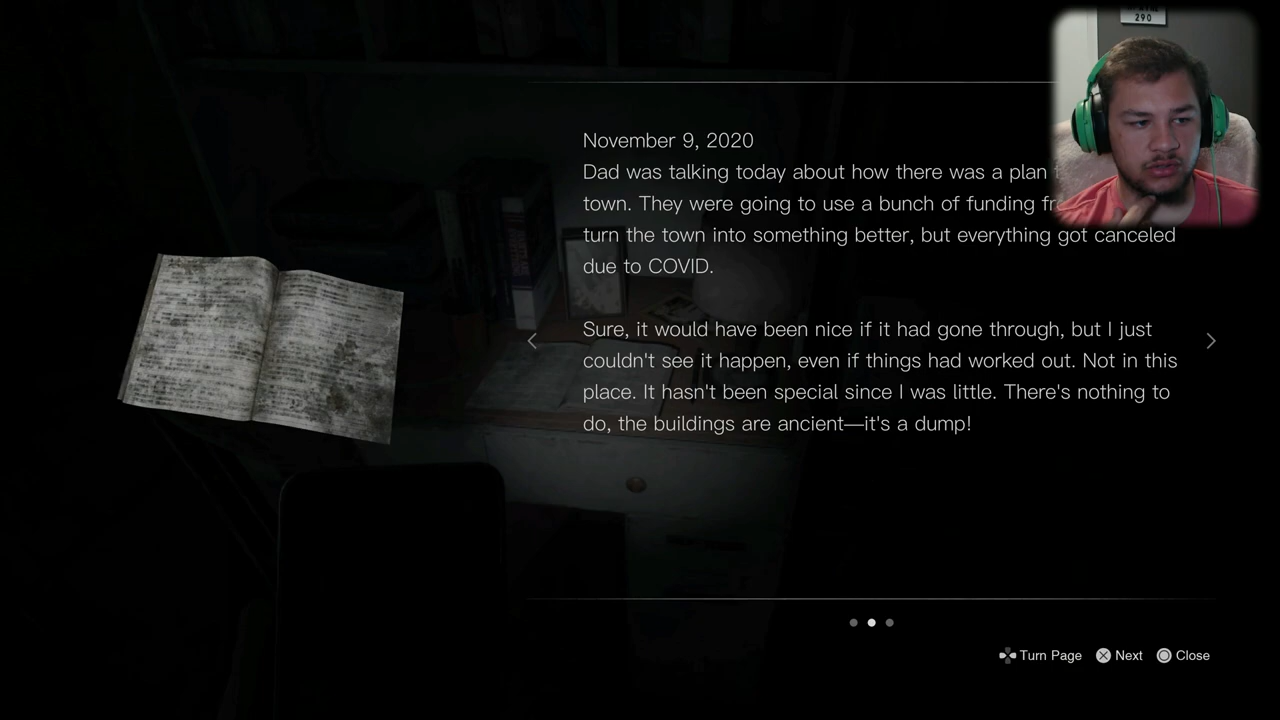 290
November 9, 2020
Dad was talking today about how there was a plan
town. They were going to use a bunch of funding
turn the town into something better, but everything got canceled
due to COVID.
Sure, it would have been nice if it had gone through, but I just
couldn't see it happen, even if things had worked out. Not in this
place. It hasn't been special since I was little. There's nothing to
do, the buildings are ancient—it's a dump!
Turn Page Next Close